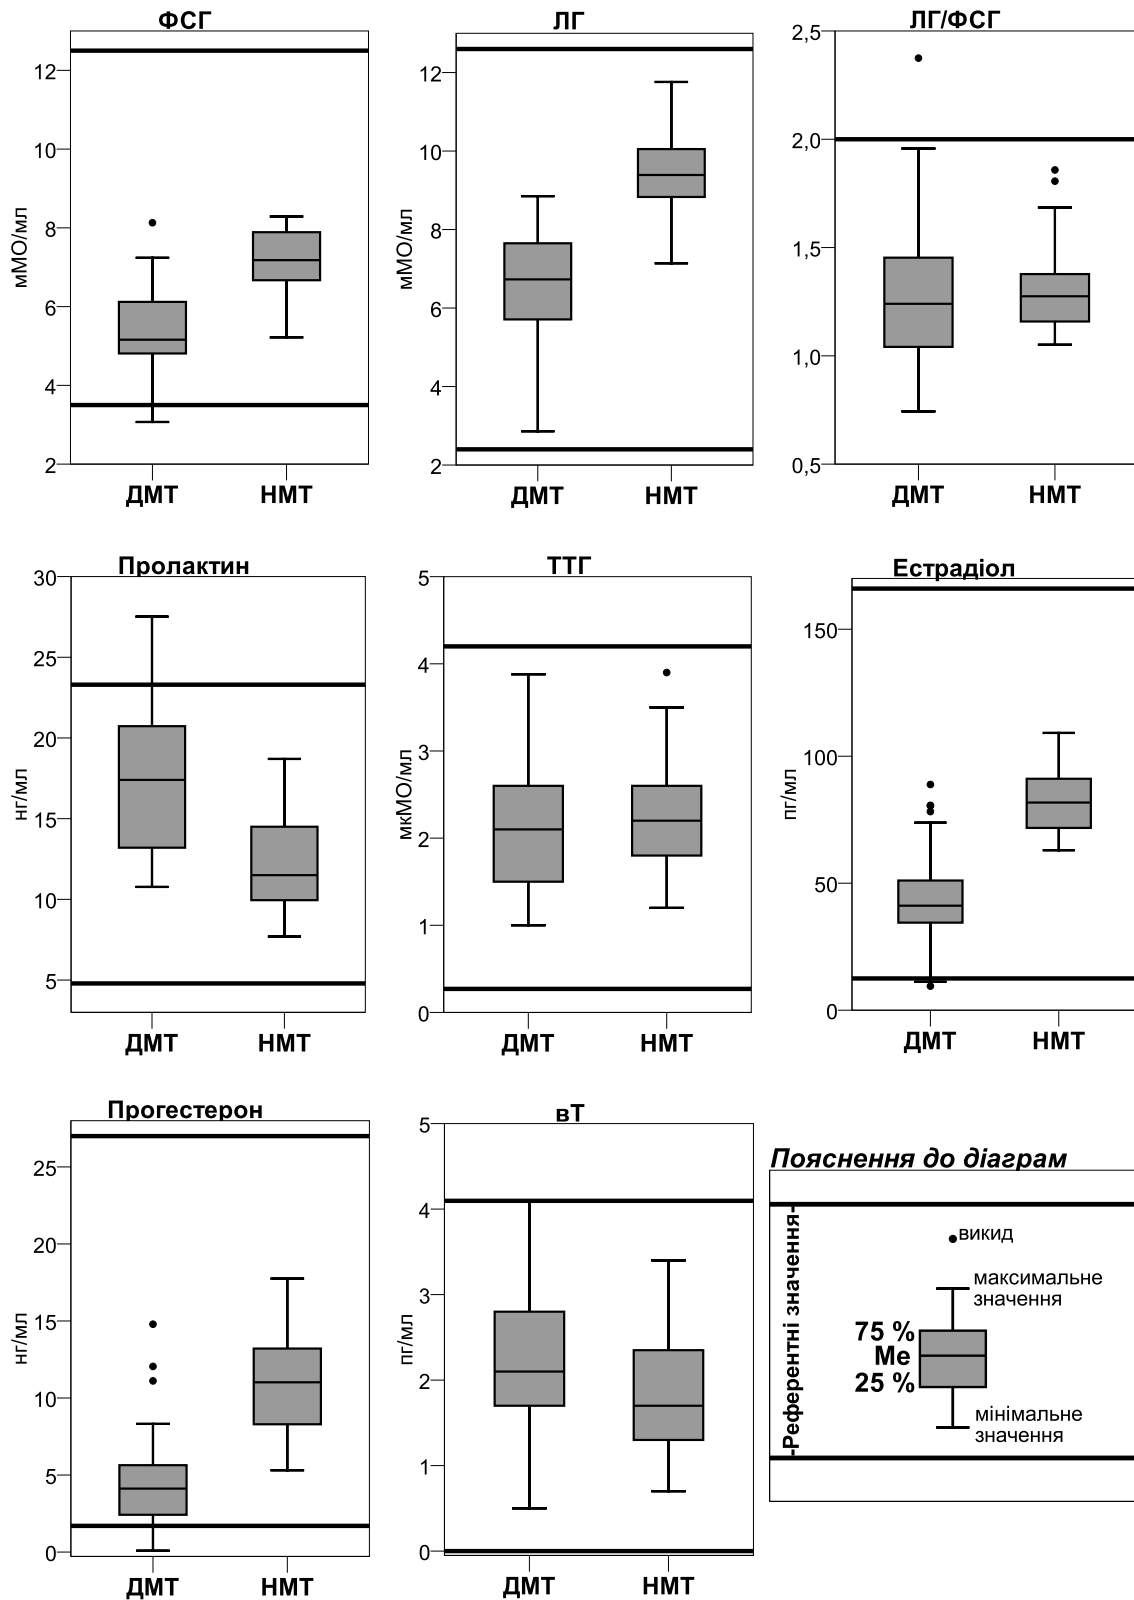 ФСГ
12
10
8
6
4
2
мМО/мл
ДМТ НМТ
ЛГ
12
10
8
6
4
2
мМО/мл
ДМТ НМТ
ЛГ/ФСГ
2,5
2,0
1,5
1,0
0,5
ДМТ НМТ
Пролактин
30
25
20
15
10
5
нг/мл
ДМТ НМТ
ТТГ
5
4
3
2
1
0
мкМО/мл
ДМТ НМТ
Естрадіол
150
100
50
0
пг/мл
ДМТ НМТ
Прогестерон
25
20
15
10
5
0
нг/мл
ДМТ НМТ
вТ
5
4
3
2
1
0
пг/мл
ДМТ НМТ
Пояснення до діаграм
-Референтні значення-
викид
максимальне
значення
75 %
Ме
25 %
мінімальне
значення